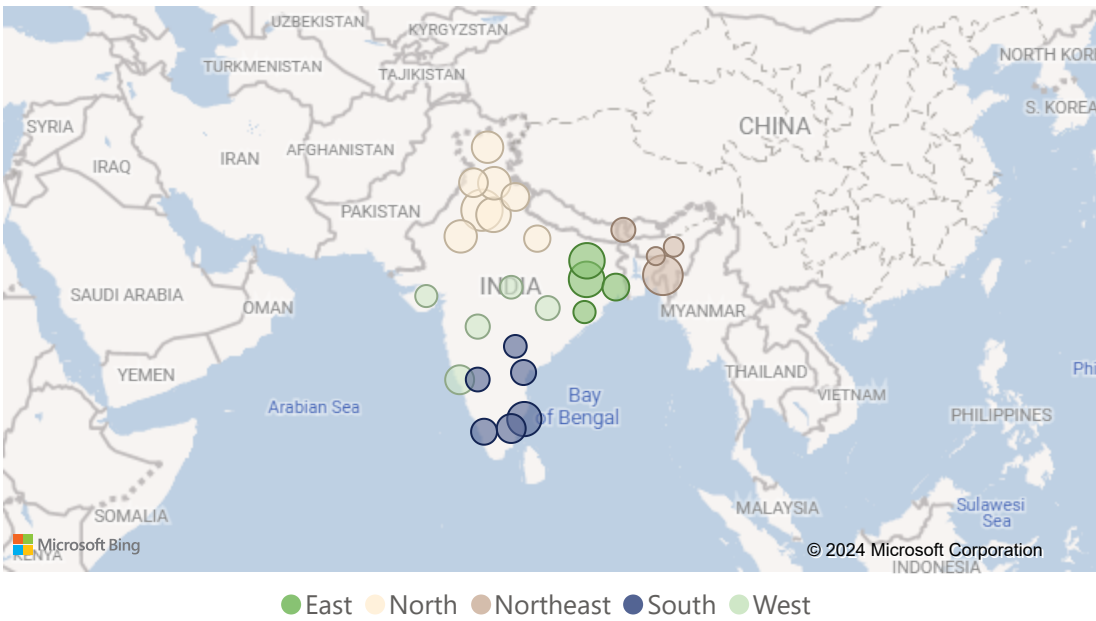 UZBEKISTAN
KYRGYZSTAN
NORTH KOR
TURKMENISTAN
TAJIKISTAN
S. KOREA
SYRIA
CHINA
AFGHANISTAN
IRAN
IRAQ
PAKISTAN
INDIA
SAUDI ARABIA
OMAN
MYANMAR
YEMEN
THAILAND
Phi
VIETNAM
Arabian Sea
Bay
of Bengal
PHILIPPINES
SOMALIA
MALAYSIA
Sulawesi
Sea
Microsoft Bing
KENYA
© 2024 Microsoft Corporation
INDONESIA
East North Northeast South West